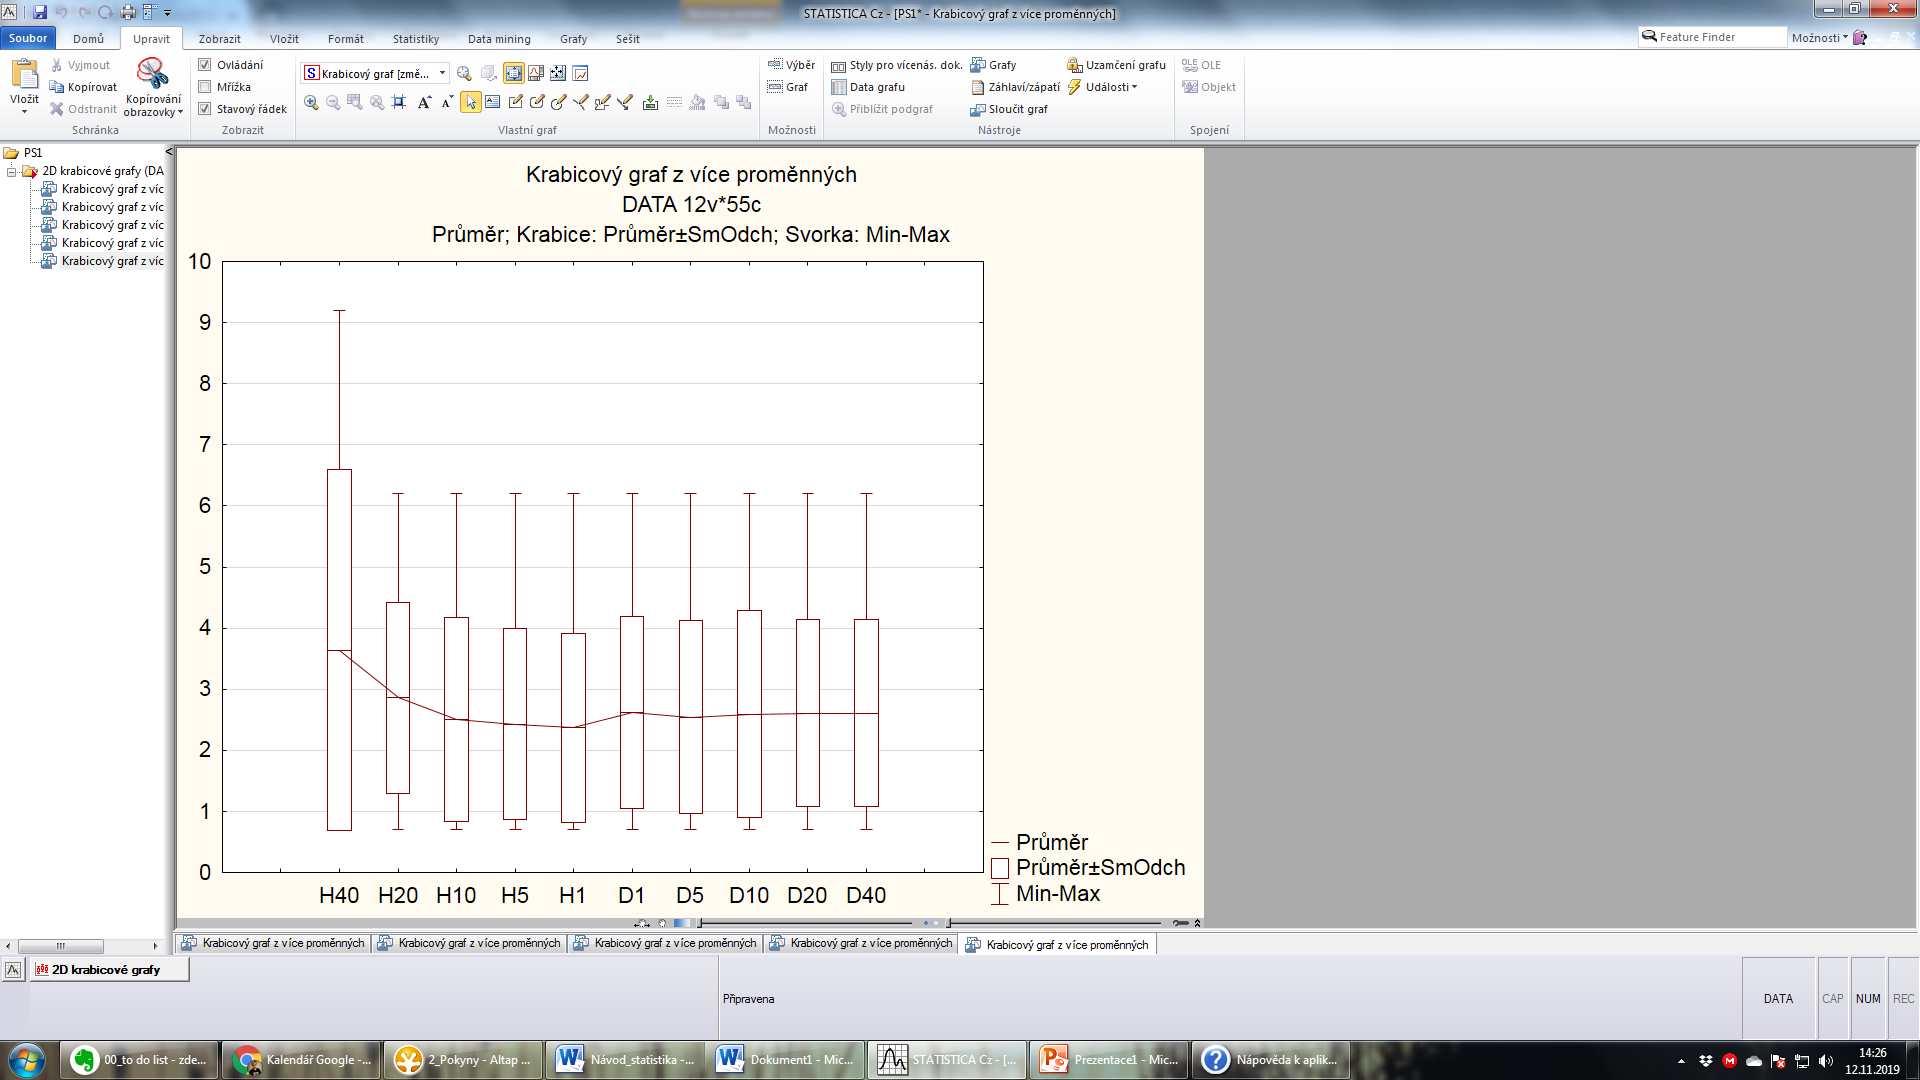 STATISTICA Cz - [PS1* - Krabicový graf z více proměnných]
Soubor Domů Upravit Zobrazit Vložit Formát Statistiky Data mining Grafy Sešit Feature Finder Možnosti
Vložit
Vyjmout
Kopírovat
Odstranit
Kopírování obrazovky
Schránka
Ovládání
Mřížka
Stavový řádek
Zobrazit
Krabicový graf [změ...
Vlastní graf
Výběr
Graf
Možnosti
Styly pro vícenás. dok.
Data grafu
Přiblížit podgraf
Grafy
Záhlaví/zápatí
Sloučit graf
Uzamčení grafu
Události
Nástroje
OLE
Objekt
Spojení
PS1
2D krabicové grafy (DA
Krabicový graf z víc
Krabicový graf z víc
Krabicový graf z víc
Krabicový graf z víc
Krabicový graf z víc
Krabicový graf z více proměnných
DATA 12v*55c
Průměr; Krabice: Průměr±SmOdch; Svorka: Min-Max
10
9
8
7
6
5
4
3
2
1
0
H40 H20 H10 H5 H1 D1 D5 D10 D20 D40
Průměr
Průměr±SmOdch
Min-Max
Krabicový graf z více proměnných Krabicový graf z více proměnných Krabicový graf z více proměnných Krabicový graf z více proměnných Krabicový graf z více proměnných
2D krabicové grafy
Připravena
DATA CAP NUM REC
00_to do list - zde... Kalendář Google -... 2_Pokyny - Altap ... Návod_statistika -... Dokument1 - Mic... STATISTICA Cz - [... Prezentace1 - Mic... Nápověda k aplik...
14:26
12.11.2019